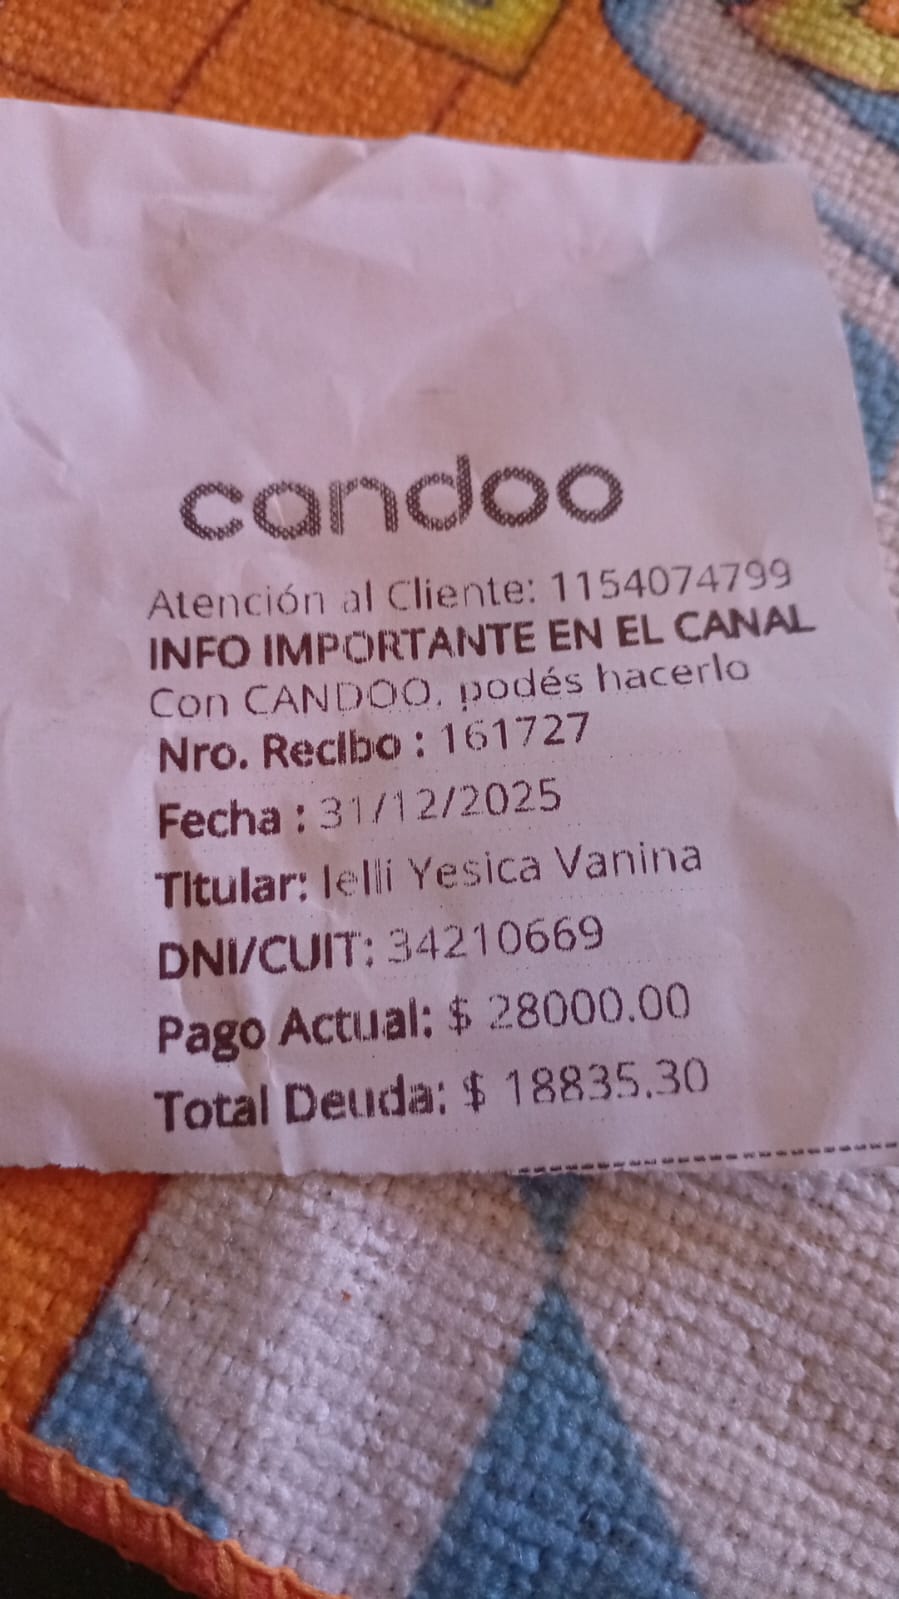 candoo
Atención al Cliente: 1154074799
INFO IMPORTANTE EN EL CANAL
Con CANDOO, podés hacerlo
Nro. Recibo : 161727
Fecha : 31/12/2025
Titular: Ielli Yesica Vanina
DNI/CUIT: 34210669
Pago Actual: $ 28000.00
Total Deuda: $ 18835.30